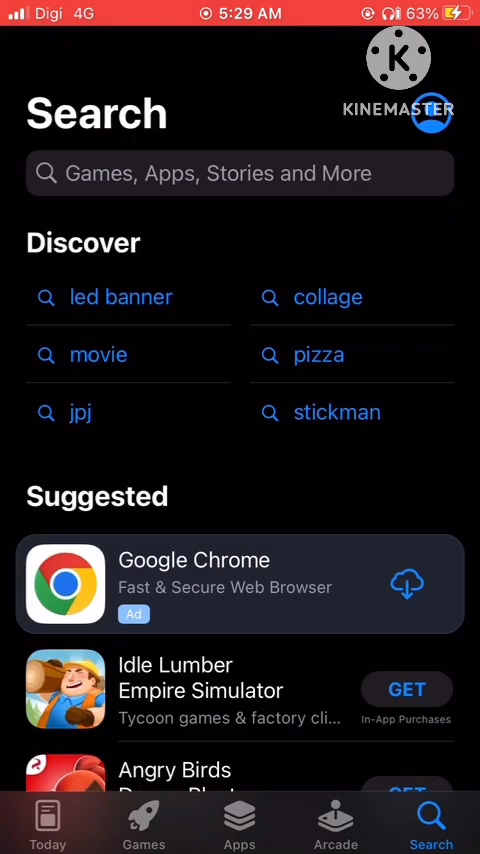 Digi 4G 5:29 AM 63%
K
KINEMASTER
Search
Games, Apps, Stories and More
Discover
led banner collage
movie pizza
jpj stickman
Suggested
Google Chrome
Fast & Secure Web Browser
Ad
Idle Lumber
Empire Simulator
GET
Tycoon games & factory cli...
In-App Purchases
Angry Birds
Today Games Apps Arcade Search